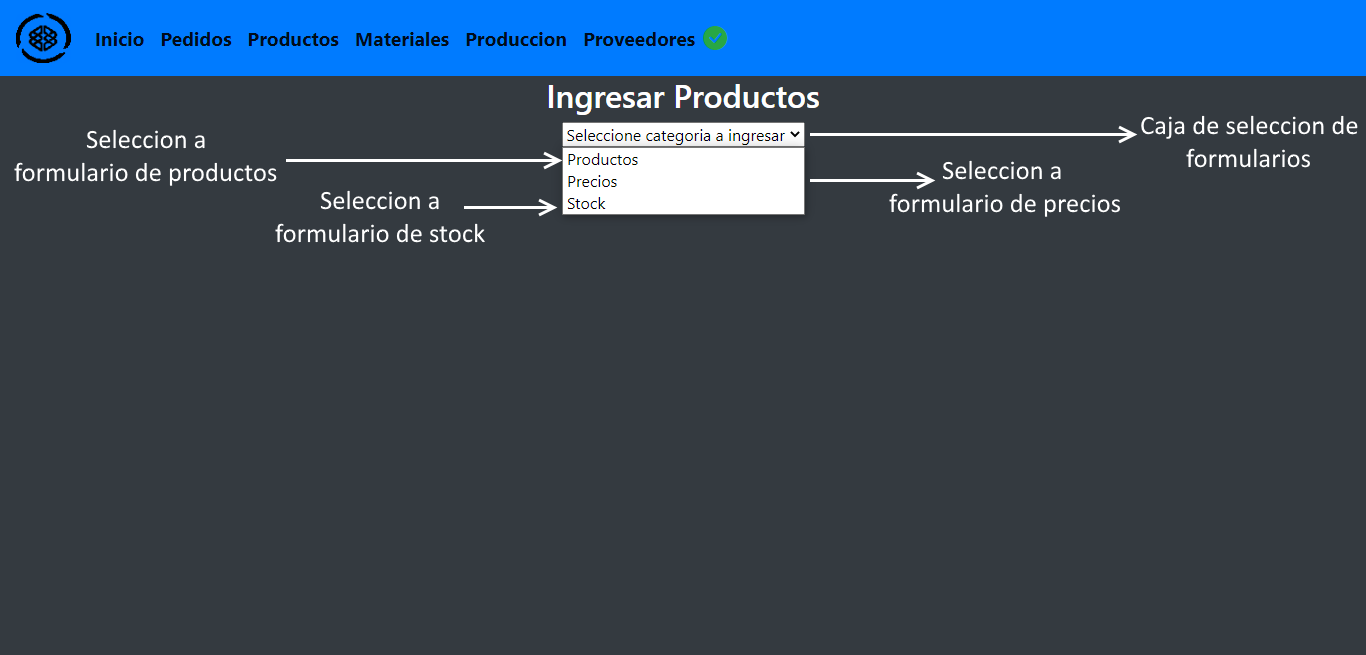 Inicio Pedidos Productos Materiales Produccion Proveedores
Ingresar Productos
Seleccione categoria a ingresar
Productos
Precios
Stock
Seleccion a
formulario de productos
Seleccion a
formulario de stock
Caja de seleccion de
formularios
Seleccion a
formulario de precios